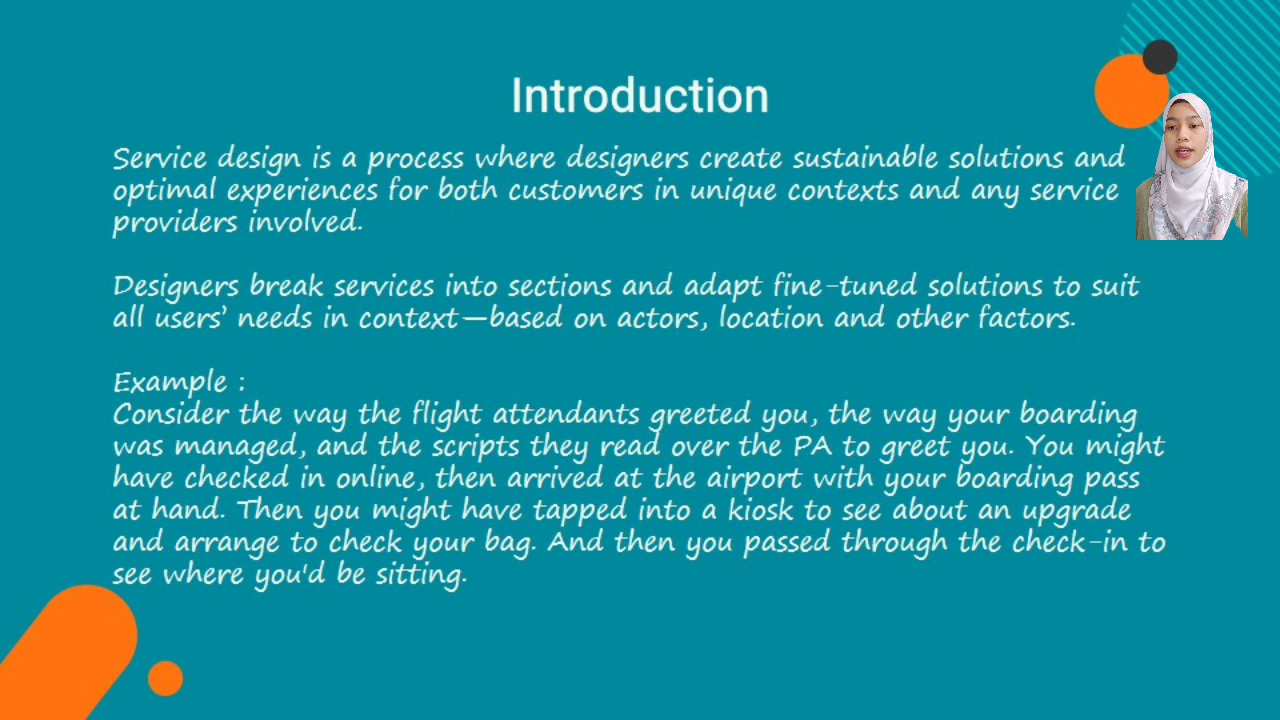 Introduction
Service design is a process where designers create sustainable solutions and
optimal experiences for both customers in unique contexts and any service
providers involved.
Designers break services into sections and adapt fine-tuned solutions to suit
all users’ needs in context—based on actors, location and other factors.
Example :
Consider the way the flight attendants greeted you, the way your boarding
was managed, and the scripts they read over the PA to greet you. You might
have checked in online, then arrived at the airport with your boarding pass
at hand. Then you might have tapped into a kiosk to see about an upgrade
and arrange to check your bag. And then you passed through the check-in to
see where you'd be sitting.